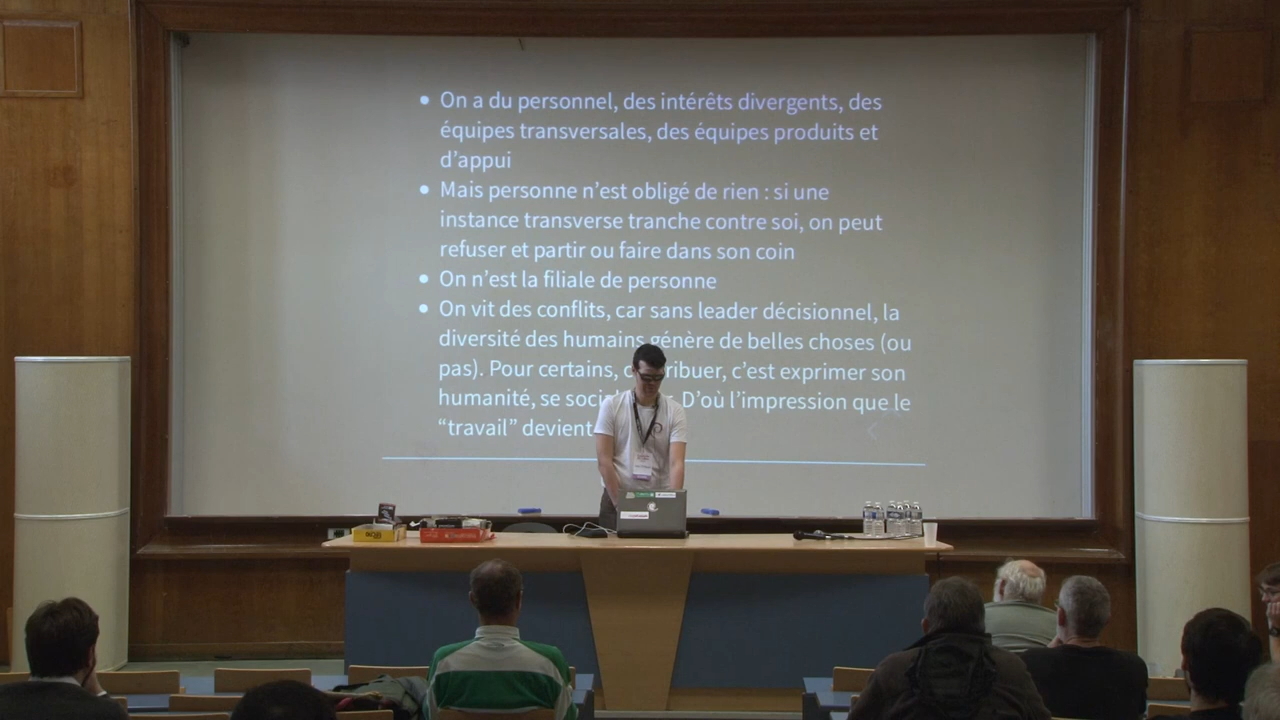 • On a du personnel, des intérêts divergents, des
équipes transversales, des équipes produits et
d’appui
• Mais personne n’est obligé de rien : si une
instance transverse tranche contre soi, on peut
refuser et partir ou faire dans son coin
• On n’est la filiale de personne
• On vit des conflits, car sans leader décisionnel, la
diversité des humains génère de belles choses (ou
pas). Pour certains, c’est exprimer son
humanité, se D’où l’impression que le
“travail” devient